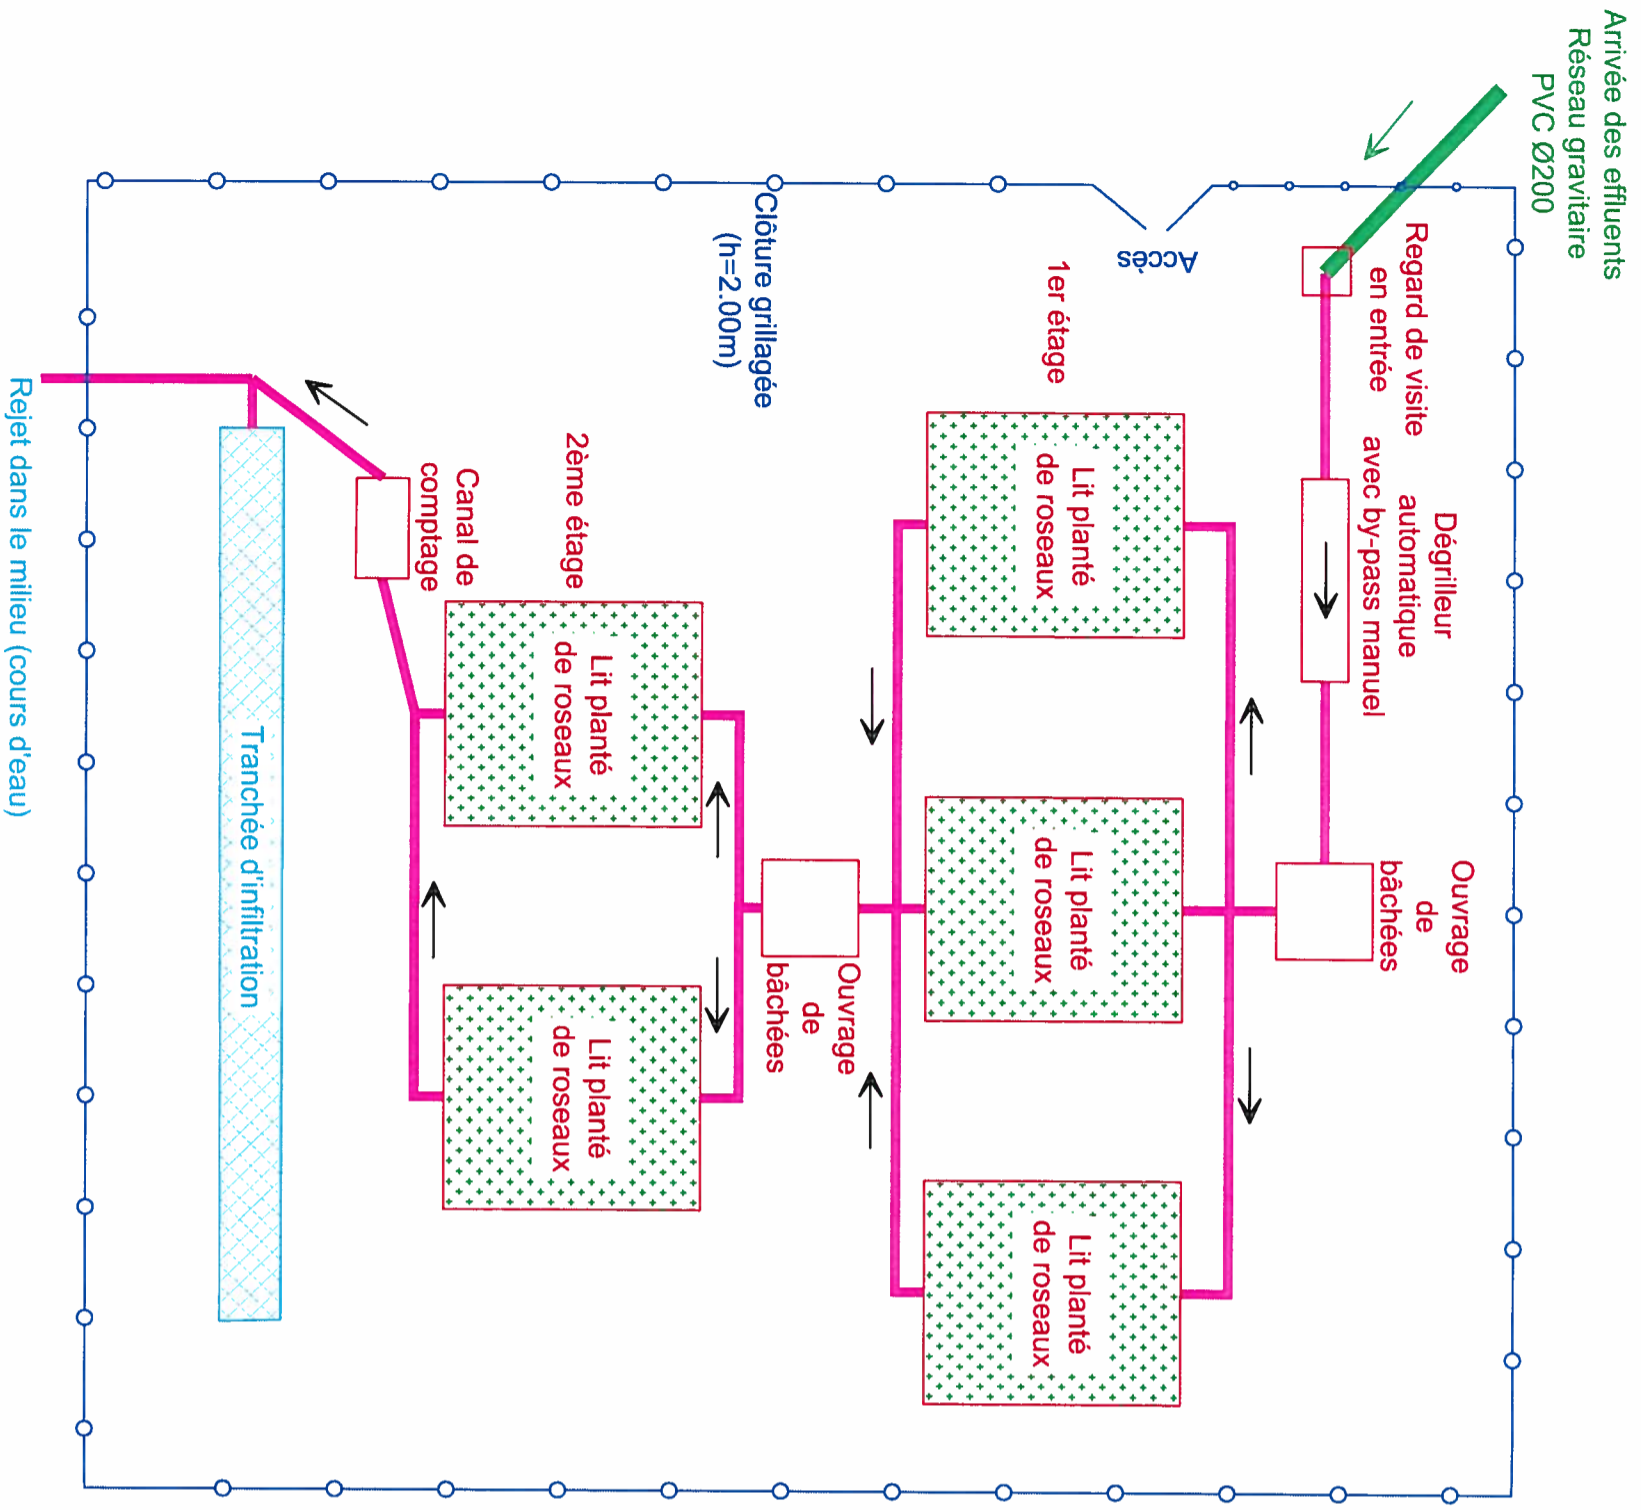 Arrivée des effluents
Réseau gravitaire
PVC Ø200
Regard de visite
en entrée
Dégrilleur
automatique
avec by-pass manuel
Ouvrage
de
bâchées
Accès
1er étage
Lit planté
de roseaux
Lit planté
de roseaux
Lit planté
de roseaux
Clôture grillagée
(h=2.00m)
Ouvrage
de
bâchées
2ème étage
Lit planté
de roseaux
Lit planté
de roseaux
Canal de
comptage
Tranchée d'infiltration
Rejet dans le milieu (cours d'eau)